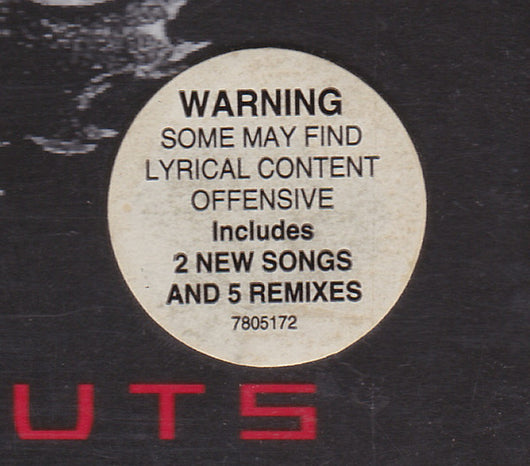 WARNING
SOME MAY FIND
LYRICAL CONTENT
OFFENSIVE
Includes
2 NEW SONGS
AND 5 REMIXES
7805172
UTS